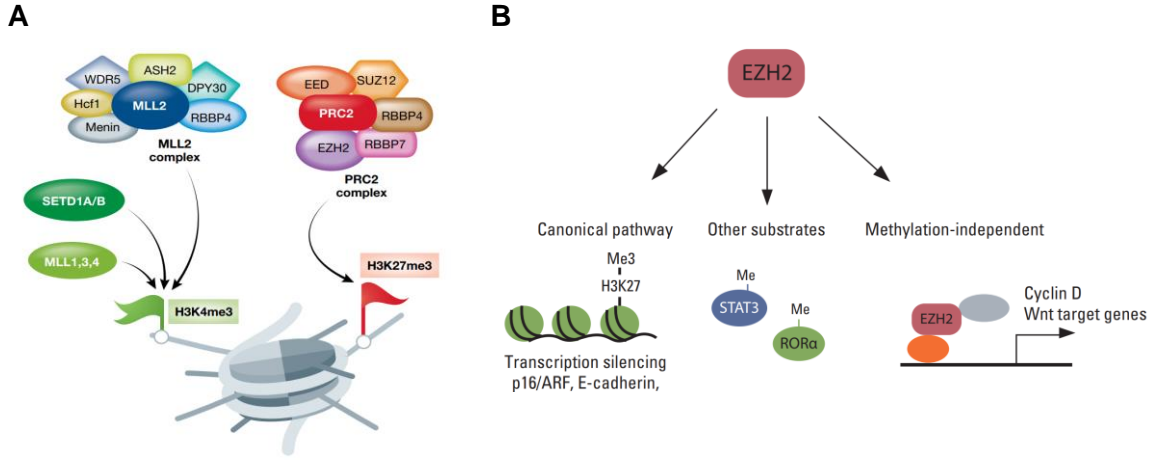 A
WDR5
ASH2
DPY30
Hcf1
MLL2
RBBP4
Menin
MLL2
complex
EED
SUZ12
PRC2
RBBP4
EZH2
RBBP7
PRC2
complex
SETD1A/B
MLL1,3,4
H3K4me3
H3K27me3
B
EZH2
Canonical pathway
Me3
H3K27
Transcription silencing
p16/ARF, E-cadherin,
Other substrates
Me
STAT3
Me
RORα
Methylation-independent
EZH2
Cyclin D
Wnt target genes